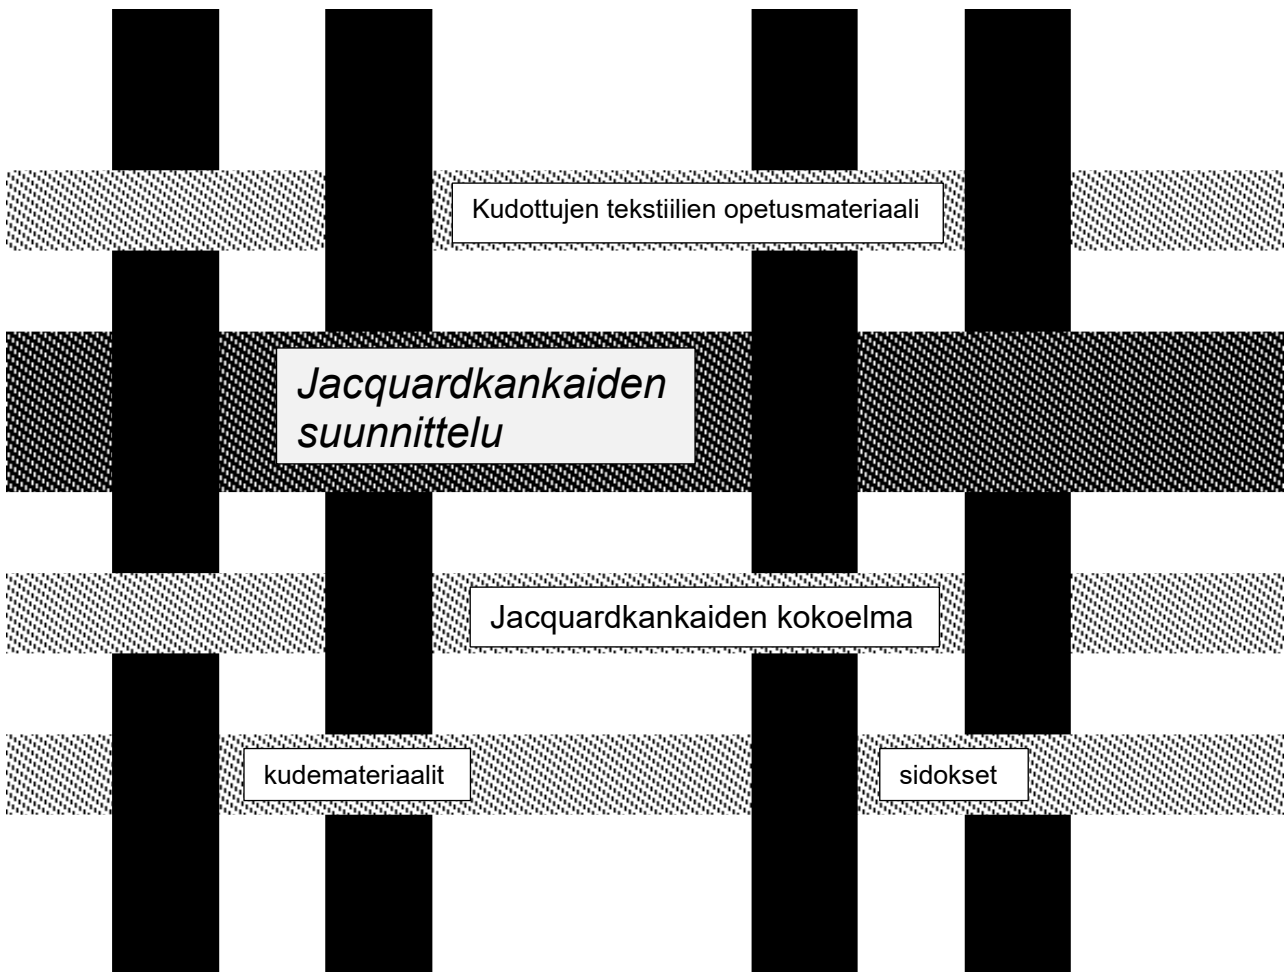 Kudottujen tekstiilien opetusmateriaali
Jacquardkankaiden
suunnittelu
Jacquardkankaiden kokoelma
kudemateriaalit
sidokset